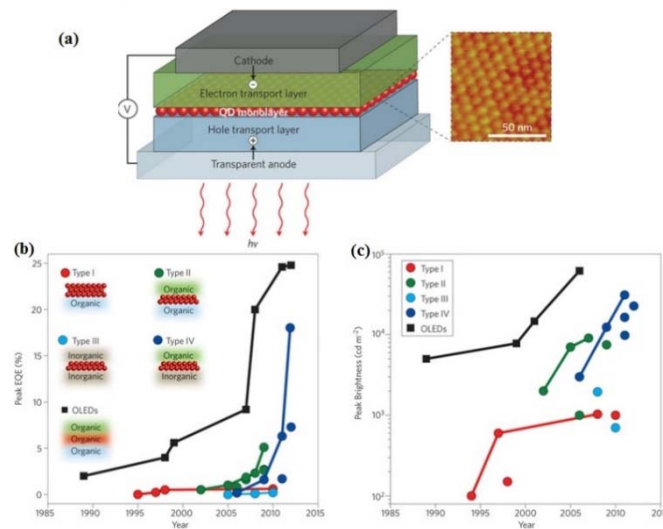 (a)
Cathode
Electron transport layer
QD monolayer
Hole transport layer
Transparent anode
V
50 nm
hν
(b)
Type I
Organic
Type II
Organic
Organic
Type III
Inorganic
Inorganic
Type IV
Organic
Inorganic
OLEDs
Organic
Organic
Organic
Peak EQE (%)
25
20
15
10
5
0
1985 1990 1995 2000 2005 2010 2015
Year
(c)
Type I
Type II
Type III
Type IV
OLEDs
Peak Brightness (cd m⁻²)
10⁵
10⁴
10³
10²
1985 1990 1995 2000 2005 2010 2015
Year